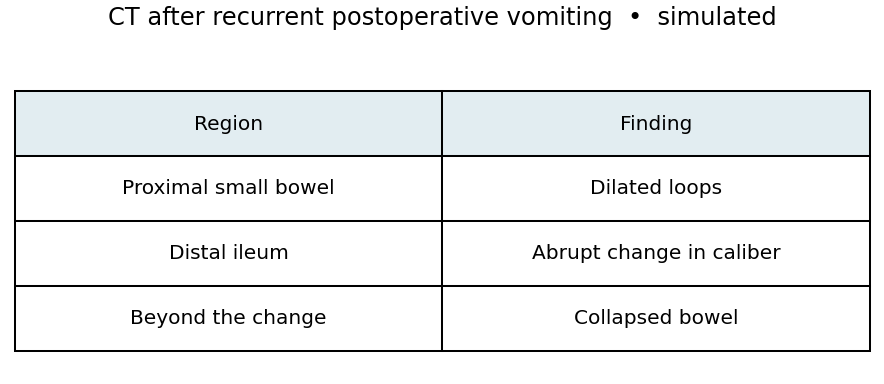 CT after recurrent postoperative vomiting • simulated
Region Finding
Proximal small bowel Dilated loops
Distal ileum Abrupt change in caliber
Beyond the change Collapsed bowel